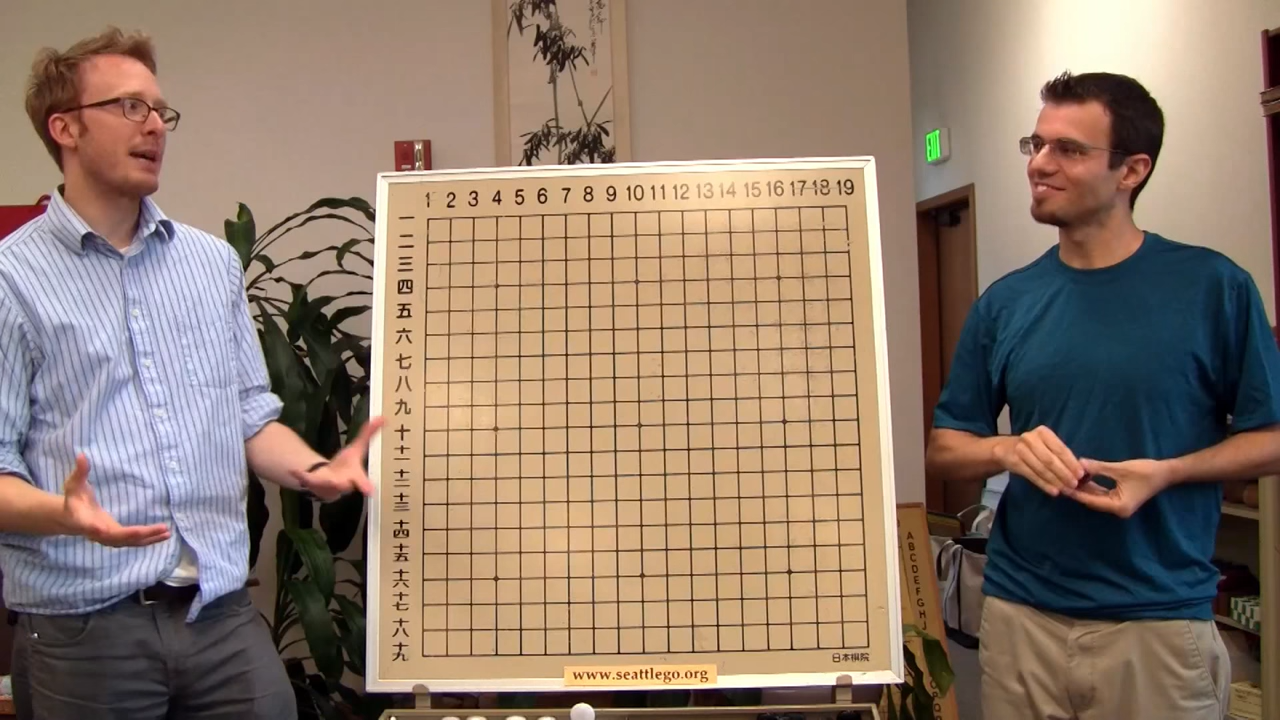 EXIT
1 2 3 4 5 6 7 8 9 10 11 12 13 14 15 16 17 18 19
一
二
三
四
五
六
七
八
九
十
十一
十二
十三
十四
十五
十六
十七
十八
十九
日本棋院
www.seattlego.org
A
B
C
D
E
F
G
H
J